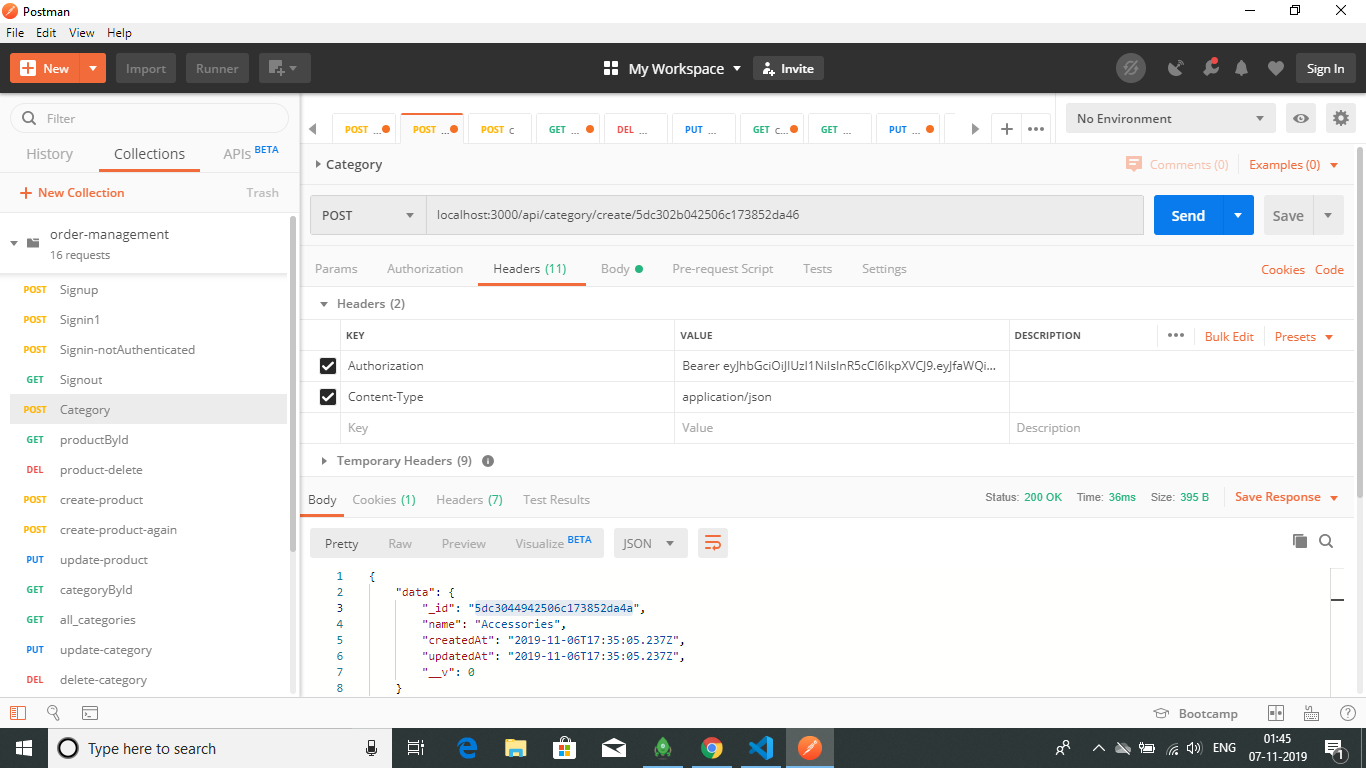 Postman
File Edit View Help
New Import Runner My Workspace Invite Sign In
Filter
History Collections APIs BETA
New Collection Trash
order-management
16 requests
POST Signup
POST Signin1
POST Signin-notAuthenticated
GET Signout
POST Category
GET productById
DEL product-delete
POST create-product
POST create-product-again
PUT update-product
GET categoryById
GET all_categories
PUT update-category
DEL delete-category
POST ... POST ... POST c GET ... DEL ... PUT ... GET c... GET ... PUT ...
No Environment
Category Comments (0) Examples (0)
POST localhost:3000/api/category/create/5dc302b042506c173852da46 Send Save
Params Authorization Headers (11) Body Pre-request Script Tests Settings Cookies Code
Headers (2)
KEY VALUE DESCRIPTION Bulk Edit Presets
Authorization Bearer eyJhbGciOiJIUzI1NiIsInR5cCI6IkpXVCJ9.eyJfaWQi...
Content-Type application/json
Key Value Description
Temporary Headers (9)
Body Cookies (1) Headers (7) Test Results Status: 200 OK Time: 36ms Size: 395 B Save Response
Pretty Raw Preview Visualize BETA JSON
1 {
2 "data": {
3 "_id": "5dc3044942506c173852da4a",
4 "name": "Accessories",
5 "createdAt": "2019-11-06T17:35:05.237Z",
6 "updatedAt": "2019-11-06T17:35:05.237Z",
7 "__v": 0
8 }
Bootcamp
Type here to search
ENG 01:45
07-11-2019
1